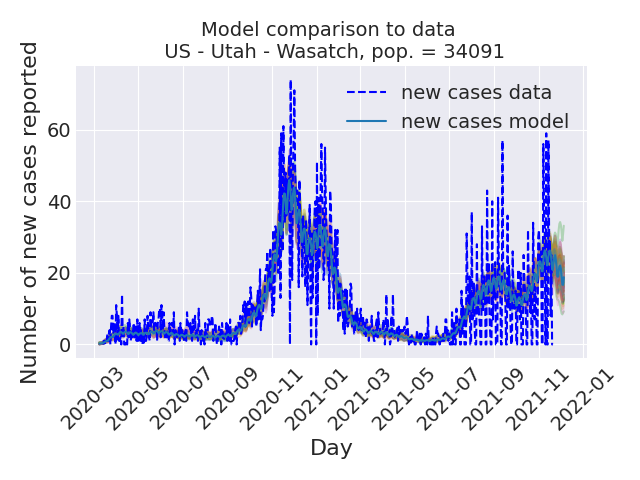 Model comparison to data
US - Utah - Wasatch, pop. = 34091
new cases data
new cases model
Number of new cases reported
60
40
20
0
2020-03
2020-05
2020-07
2020-09
2020-11
2021-01
2021-03
2021-05
2021-07
2021-09
2021-11
2022-01
Day